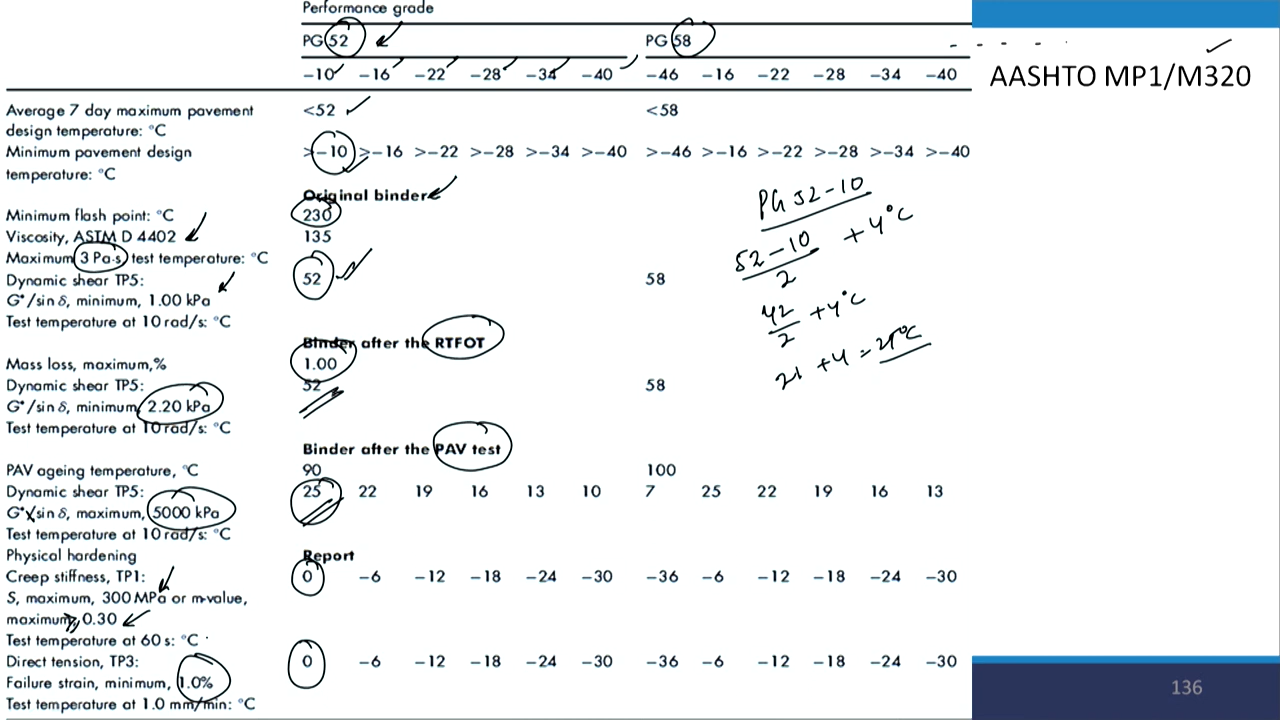 Performance grade
PG 52 PG 58
−10 −16 −22 −28 −34 −40 −46 −16 −22 −28 −34 −40
AASHTO MP1/M320
Average 7 day maximum pavement <52 <58
design temperature: °C
Minimum pavement design >−10 >−16 >−22 >−28 >−34 >−40 >−46 >−16 >−22 >−28 >−34 >−40
temperature: °C
Original binder
Minimum flash point: °C 230
Viscosity, ASTM D 4402 135
Maximum 3 Pa·s, test temperature: °C
Dynamic shear TP5: 52 58
G*/sin δ, minimum, 1.00 kPa
Test temperature at 10 rad/s: °C
Binder after the RTFOT
Mass loss, maximum,% 1.00
Dynamic shear TP5: 52 58
G*/sin δ, minimum, 2.20 kPa
Test temperature at 10 rad/s: °C
Binder after the PAV test
PAV ageing temperature, °C 90 100
Dynamic shear TP5: 25 22 19 16 13 10 7 25 22 19 16 13
G* sin δ, maximum, 5000 kPa
Test temperature at 10 rad/s: °C
Physical hardening Report
Creep stiffness, TP1: 0 −6 −12 −18 −24 −30 −36 −6 −12 −18 −24 −30
S, maximum, 300 MPa or m-value,
maximum, 0.30
Test temperature at 60 s: °C
Direct tension, TP3: 0 −6 −12 −18 −24 −30 −36 −6 −12 −18 −24 −30
Failure strain, minimum, 1.0%
Test temperature at 1.0 mm/min: °C
PG 52-10
52-10 + 4°C
2
42 + 4°C
2
21 + 4 = 25°C
136